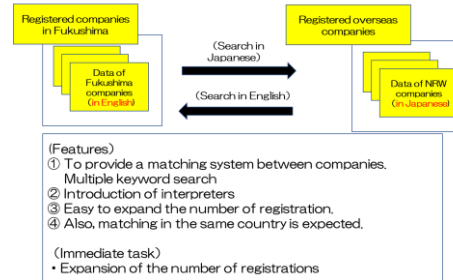 Registered companies
in Fukushima
Registered overseas
companies
(Search in
Japanese)
Data of
Fukushima
companies
(in English)
(Search in English)
Data of NRW
companies
(in Japanese)
(Features)
① To provide a matching system between companies.
Multiple keyword search
② Introduction of interpreters
③ Easy to expand the number of registration.
④ Also, matching in the same country is expected.
(Immediate task)
・Expansion of the number of registrations